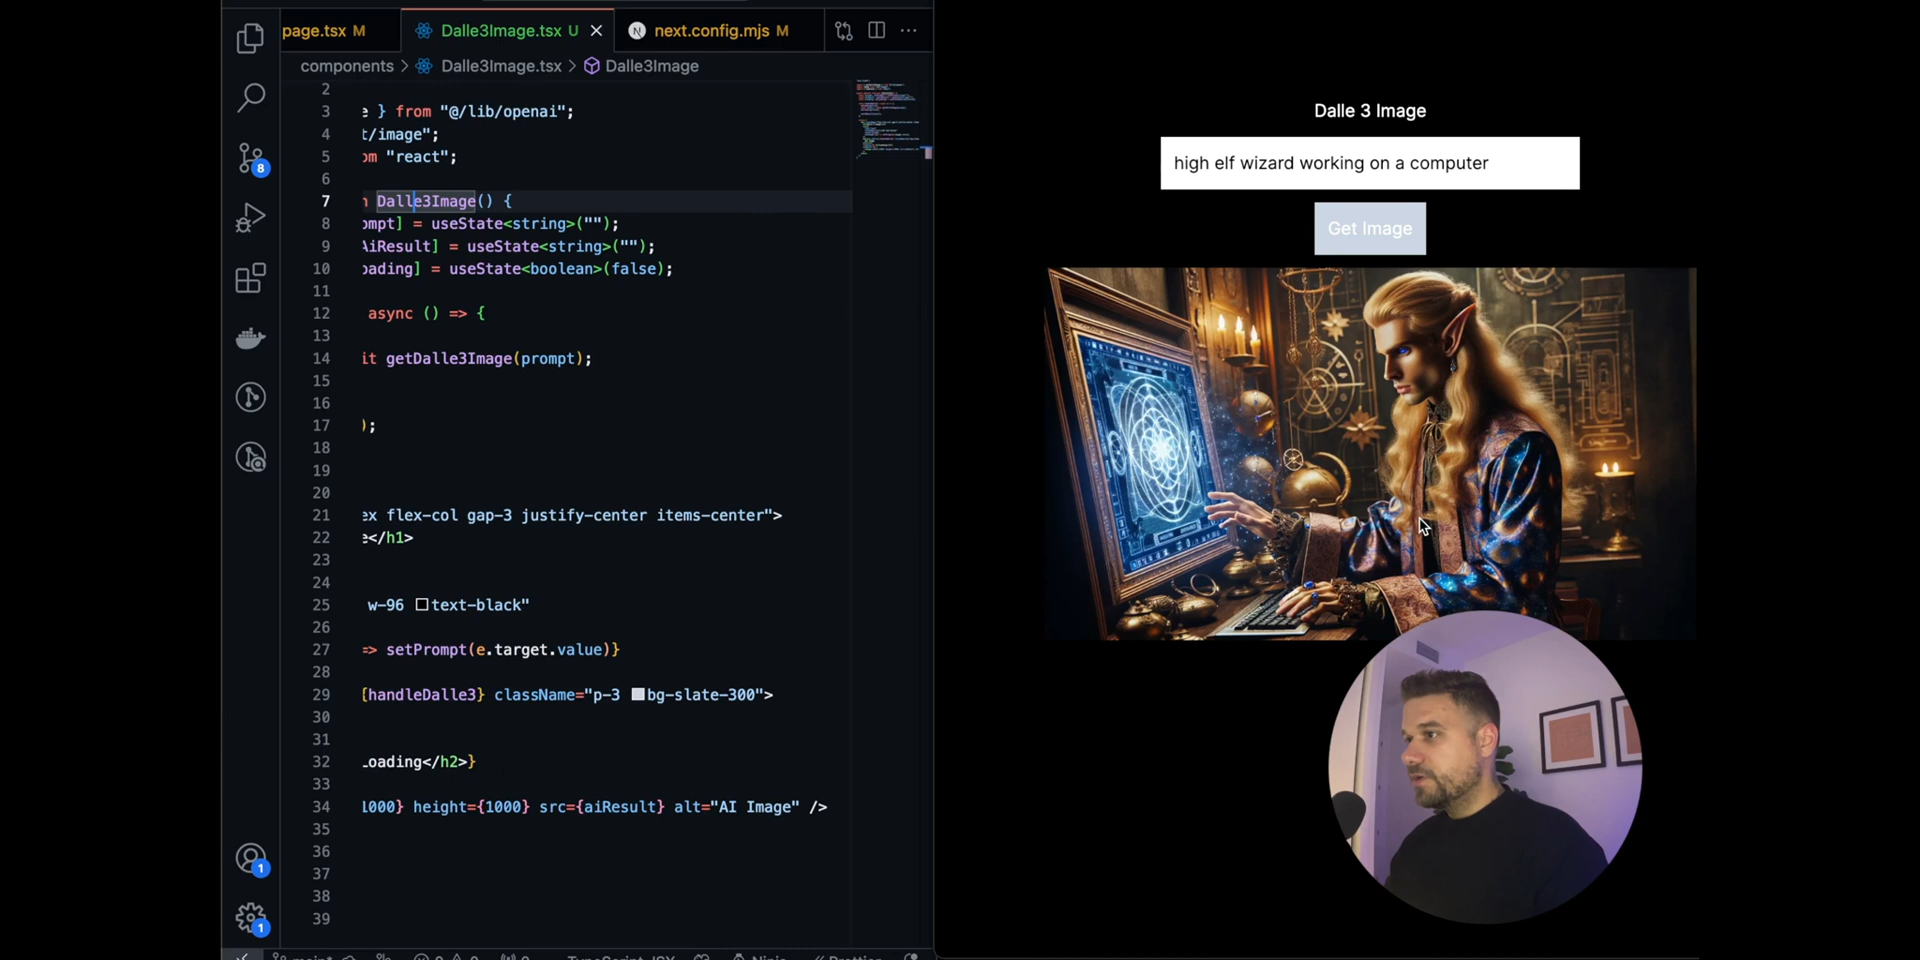 page.tsx M
Dalle3Image.tsx U
next.config.mjs M
components > Dalle3Image.tsx > Dalle3Image
2
3 e } from "@/lib/openai";
4 t/image";
5 om "react";
6
7 n Dalle3Image() {
8 ompt] = useState<string>("");
9 AiResult] = useState<string>("");
10 oading] = useState<boolean>(false);
11
12 async () => {
13
14 it getDalle3Image(prompt);
15
16
17 );
18
19
20
21 ex flex-col gap-3 justify-center items-center">
22 e</h1>
23
24
25 w-96 text-black"
26
27 => setPrompt(e.target.value)}
28
29 {handleDalle3} className="p-3 bg-slate-300">
30
31
32 Loading</h2>}
33
34 1000} height={1000} src={aiResult} alt="AI Image" />
35
36
37
38
39
8
1
1
Dalle 3 Image
high elf wizard working on a computer
Get Image